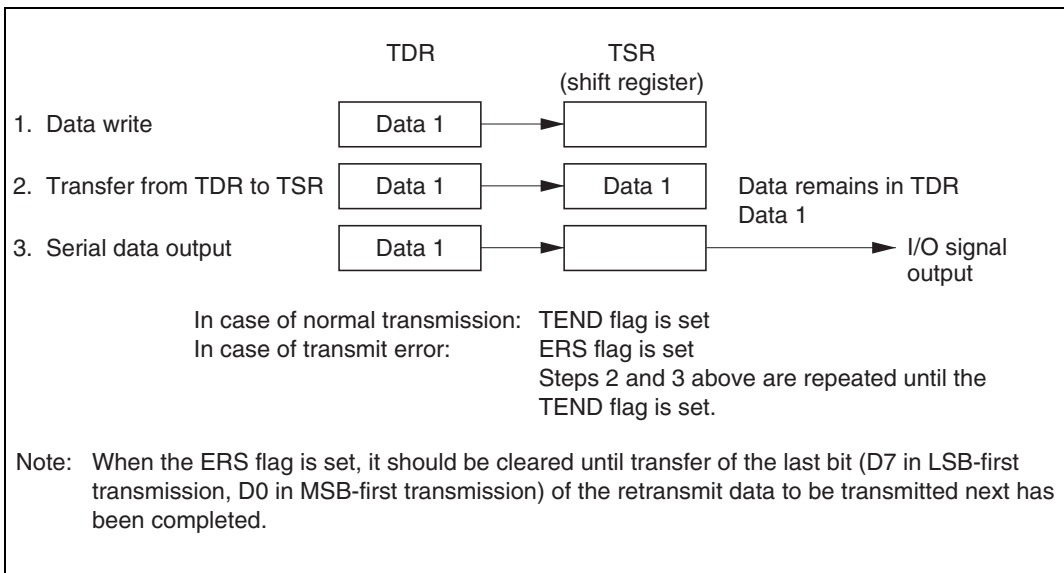 TDR TSR
(shift register)
1. Data write Data 1
2. Transfer from TDR to TSR Data 1 Data 1 Data remains in TDR
Data 1
3. Serial data output Data 1 I/O signal
output
In case of normal transmission: TEND flag is set
In case of transmit error: ERS flag is set
Steps 2 and 3 above are repeated until the
TEND flag is set.
Note: When the ERS flag is set, it should be cleared until transfer of the last bit (D7 in LSB-first
transmission, D0 in MSB-first transmission) of the retransmit data to be transmitted next has
been completed.